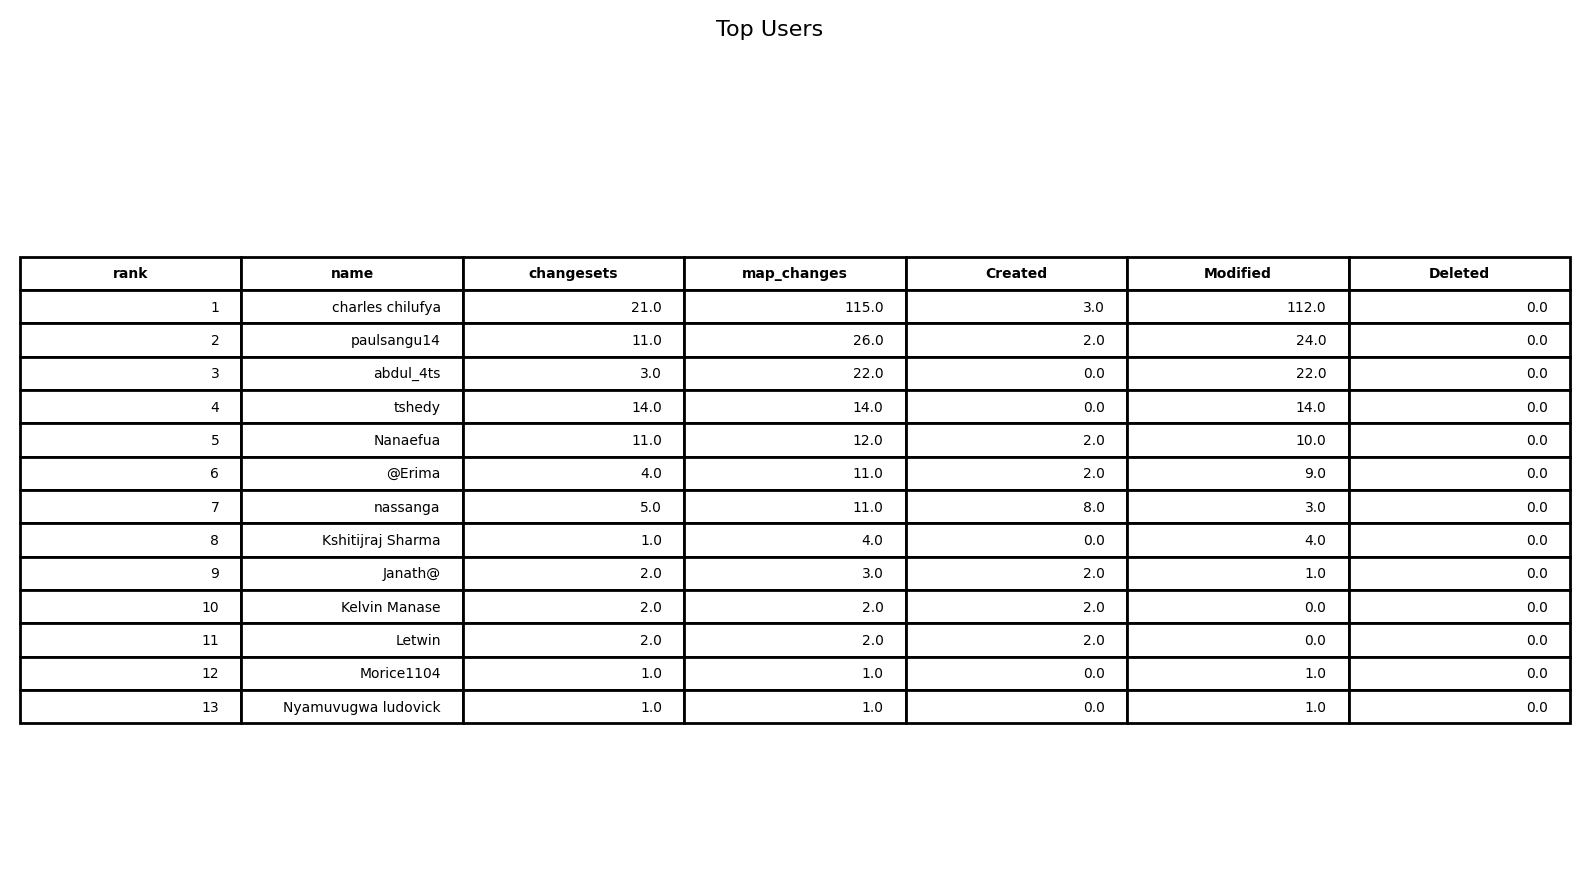 Top Users
rank name changesets map_changes Created Modified Deleted
1 charles chilufya 21.0 115.0 3.0 112.0 0.0
2 paulsangu14 11.0 26.0 2.0 24.0 0.0
3 abdul_4ts 3.0 22.0 0.0 22.0 0.0
4 tshedy 14.0 14.0 0.0 14.0 0.0
5 Nanaefua 11.0 12.0 2.0 10.0 0.0
6 @Erima 4.0 11.0 2.0 9.0 0.0
7 nassanga 5.0 11.0 8.0 3.0 0.0
8 Kshitijraj Sharma 1.0 4.0 0.0 4.0 0.0
9 Janath@ 2.0 3.0 2.0 1.0 0.0
10 Kelvin Manase 2.0 2.0 2.0 0.0 0.0
11 Letwin 2.0 2.0 2.0 0.0 0.0
12 Morice1104 1.0 1.0 0.0 1.0 0.0
13 Nyamuvugwa ludovick 1.0 1.0 0.0 1.0 0.0